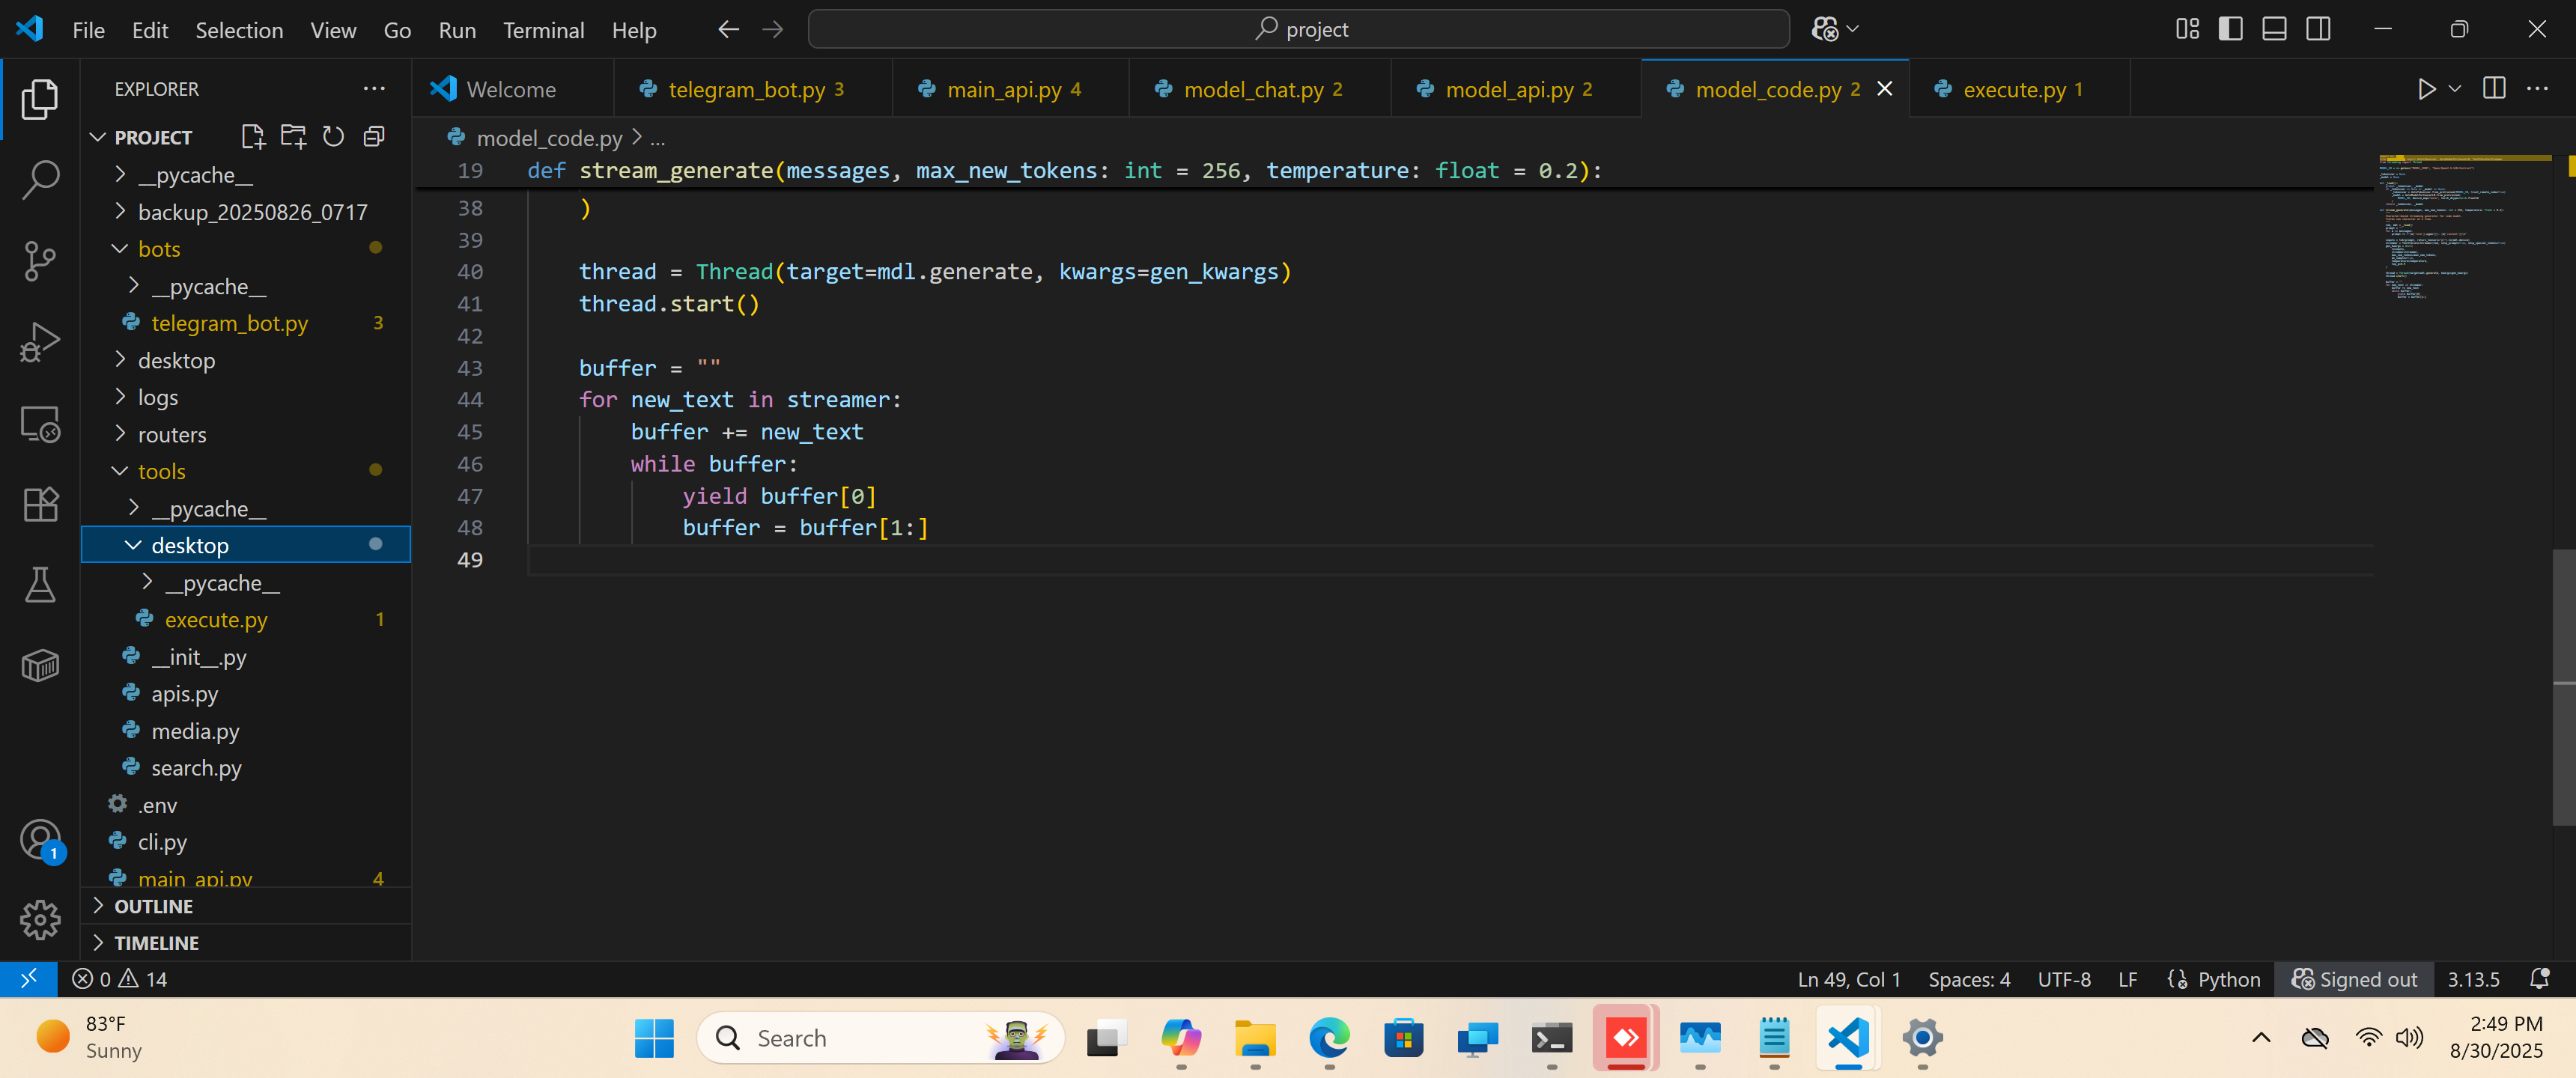 File Edit Selection View Go Run Terminal Help
project
EXPLORER
Welcome
telegram_bot.py 3
main_api.py 4
model_chat.py 2
model_api.py 2
model_code.py 2
execute.py 1
PROJECT
__pycache__
backup_20250826_0717
bots
__pycache__
telegram_bot.py 3
desktop
logs
routers
tools
__pycache__
desktop
__pycache__
execute.py 1
__init__.py
apis.py
media.py
search.py
.env
cli.py
main_api.py 4
OUTLINE
TIMELINE
model_code.py > ...
19 def stream_generate(messages, max_new_tokens: int = 256, temperature: float = 0.2):
38 )
39
40 thread = Thread(target=mdl.generate, kwargs=gen_kwargs)
41 thread.start()
42
43 buffer = ""
44 for new_text in streamer:
45 buffer += new_text
46 while buffer:
47 yield buffer[0]
48 buffer = buffer[1:]
49
1
0 14
Ln 49, Col 1 Spaces: 4 UTF-8 LF Python Signed out 3.13.5
83°F
Sunny
Search
2:49 PM
8/30/2025